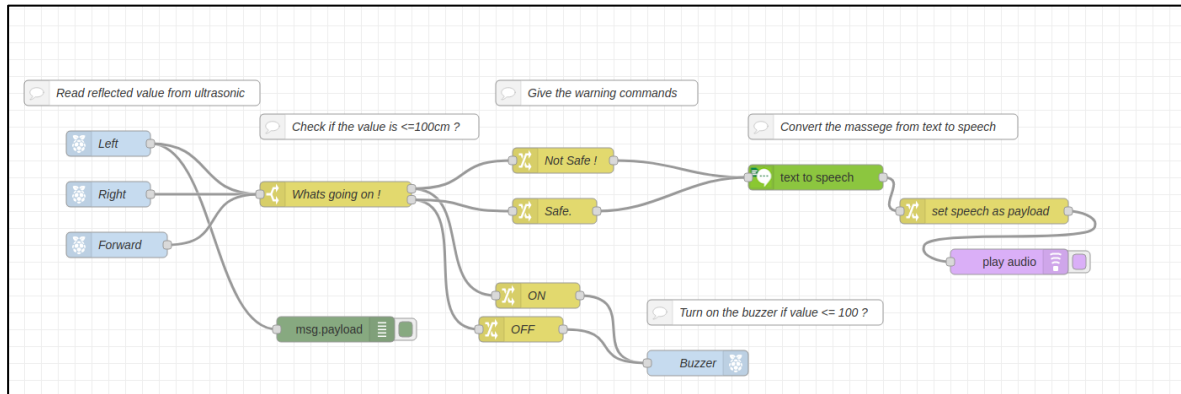 Read reflected value from ultrasonic
Give the warning commands
Check if the value is <=100cm ?
Convert the massege from text to speech
Left
Not Safe !
text to speech
Right
Whats going on !
Safe.
set speech as payload
Forward
play audio
ON
Turn on the buzzer if value <= 100 ?
msg.payload
OFF
Buzzer